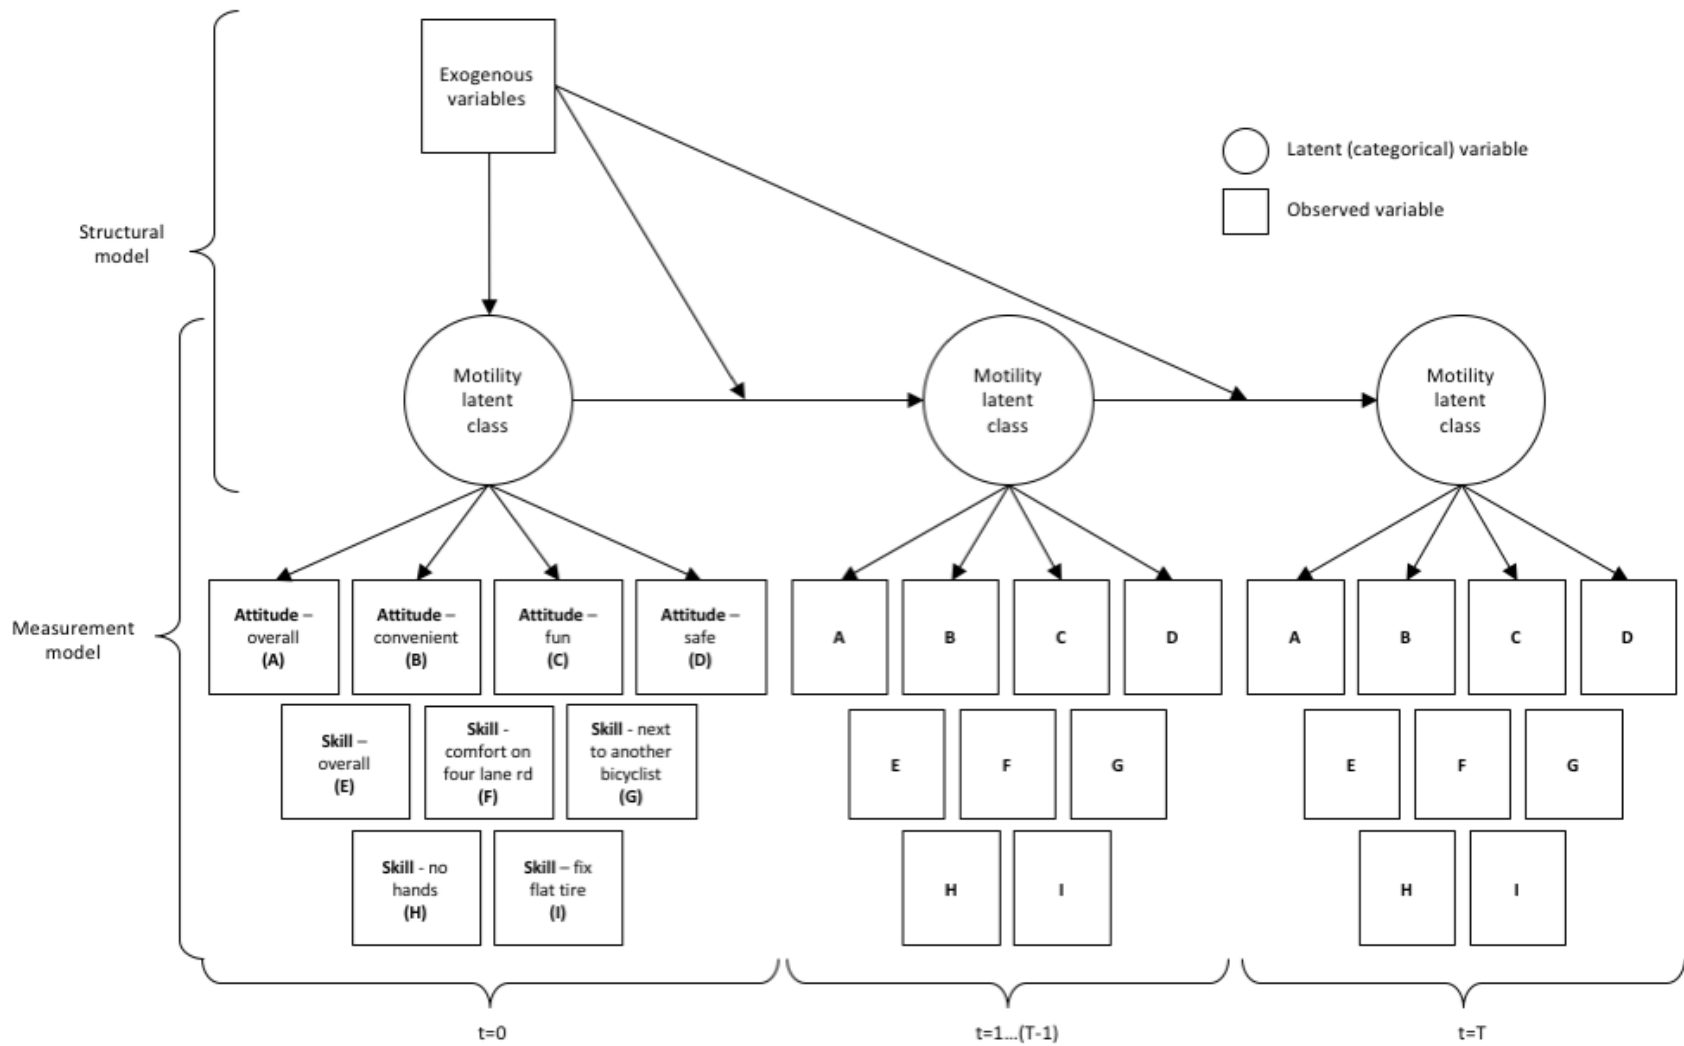 Exogenous
variables
Latent (categorical) variable
Observed variable
Structural
model
Motility
latent
class
Motility
latent
class
Motility
latent
class
Measurement
model
Attitude –
overall
(A)
Attitude –
convenient
(B)
Attitude –
fun
(C)
Attitude –
safe
(D)
A
B
C
D
A
B
C
D
Skill –
overall
(E)
Skill -
comfort on
four lane rd
(F)
Skill - next
to another
bicyclist
(G)
E
F
G
E
F
G
Skill - no
hands
(H)
Skill – fix
flat tire
(I)
H
I
H
I
t=0
t=1...(T-1)
t=T